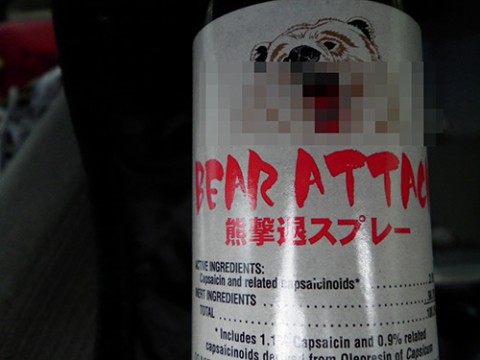 BEAR ATTAC
熊撃退スプレー
ACTIVE INGREDIENTS:
Capsaicin and related capsaicinoids*
INERT INGREDIENTS
TOTAL
* Includes 1.1% Capsaicin and 0.9% related
capsaicinoids derived from Oleoresin of Capsicum